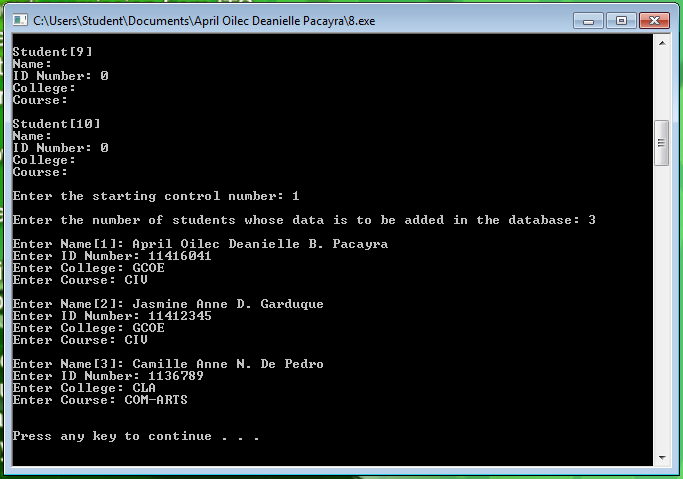 C:\Users\Student\Documents\April Oilec Deanielle Pacayra\8.exe
Student[9]
Name:
ID Number: 0
College:
Course:
Student[10]
Name:
ID Number: 0
College:
Course:
Enter the starting control number: 1
Enter the number of students whose data is to be added in the database: 3
Enter Name[1]: April Oilec Deanielle B. Pacayra
Enter ID Number: 11416041
Enter College: GCOE
Enter Course: CIV
Enter Name[2]: Jasmine Anne D. Garduque
Enter ID Number: 11412345
Enter College: GCOE
Enter Course: CIV
Enter Name[3]: Camille Anne N. De Pedro
Enter ID Number: 1136789
Enter College: CLA
Enter Course: COM-ARTS
Press any key to continue . . .